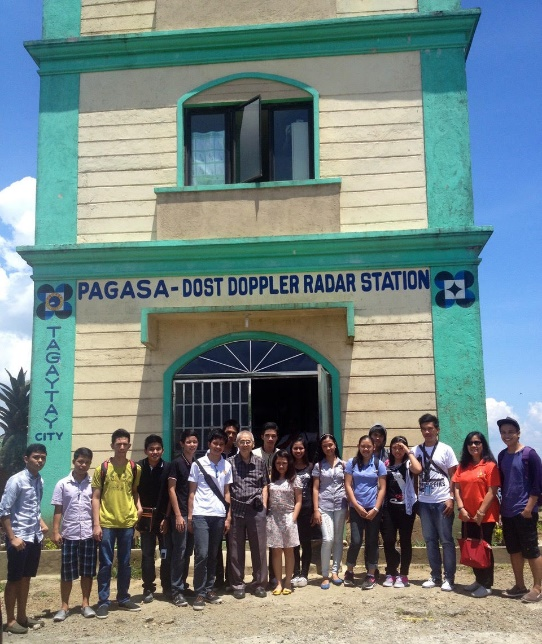 PAGASA - DOST DOPPLER RADAR STATION
TAGAYTAY
CITY